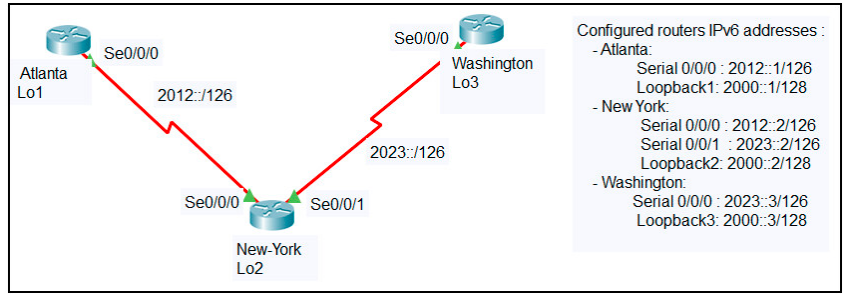 Se0/0/0
Atlanta
Lo1
2012::/126
Se0/0/0
Washington
Lo3
2023::/126
Se0/0/0
Se0/0/1
New-York
Lo2
Configured routers IPv6 addresses :
- Atlanta:
Serial 0/0/0 : 2012::1/126
Loopback1: 2000::1/128
- New York:
Serial 0/0/0 : 2012::2/126
Serial 0/0/1 : 2023::2/126
Loopback2: 2000::2/128
- Washington:
Serial 0/0/0 : 2023::3/126
Loopback3: 2000::3/128